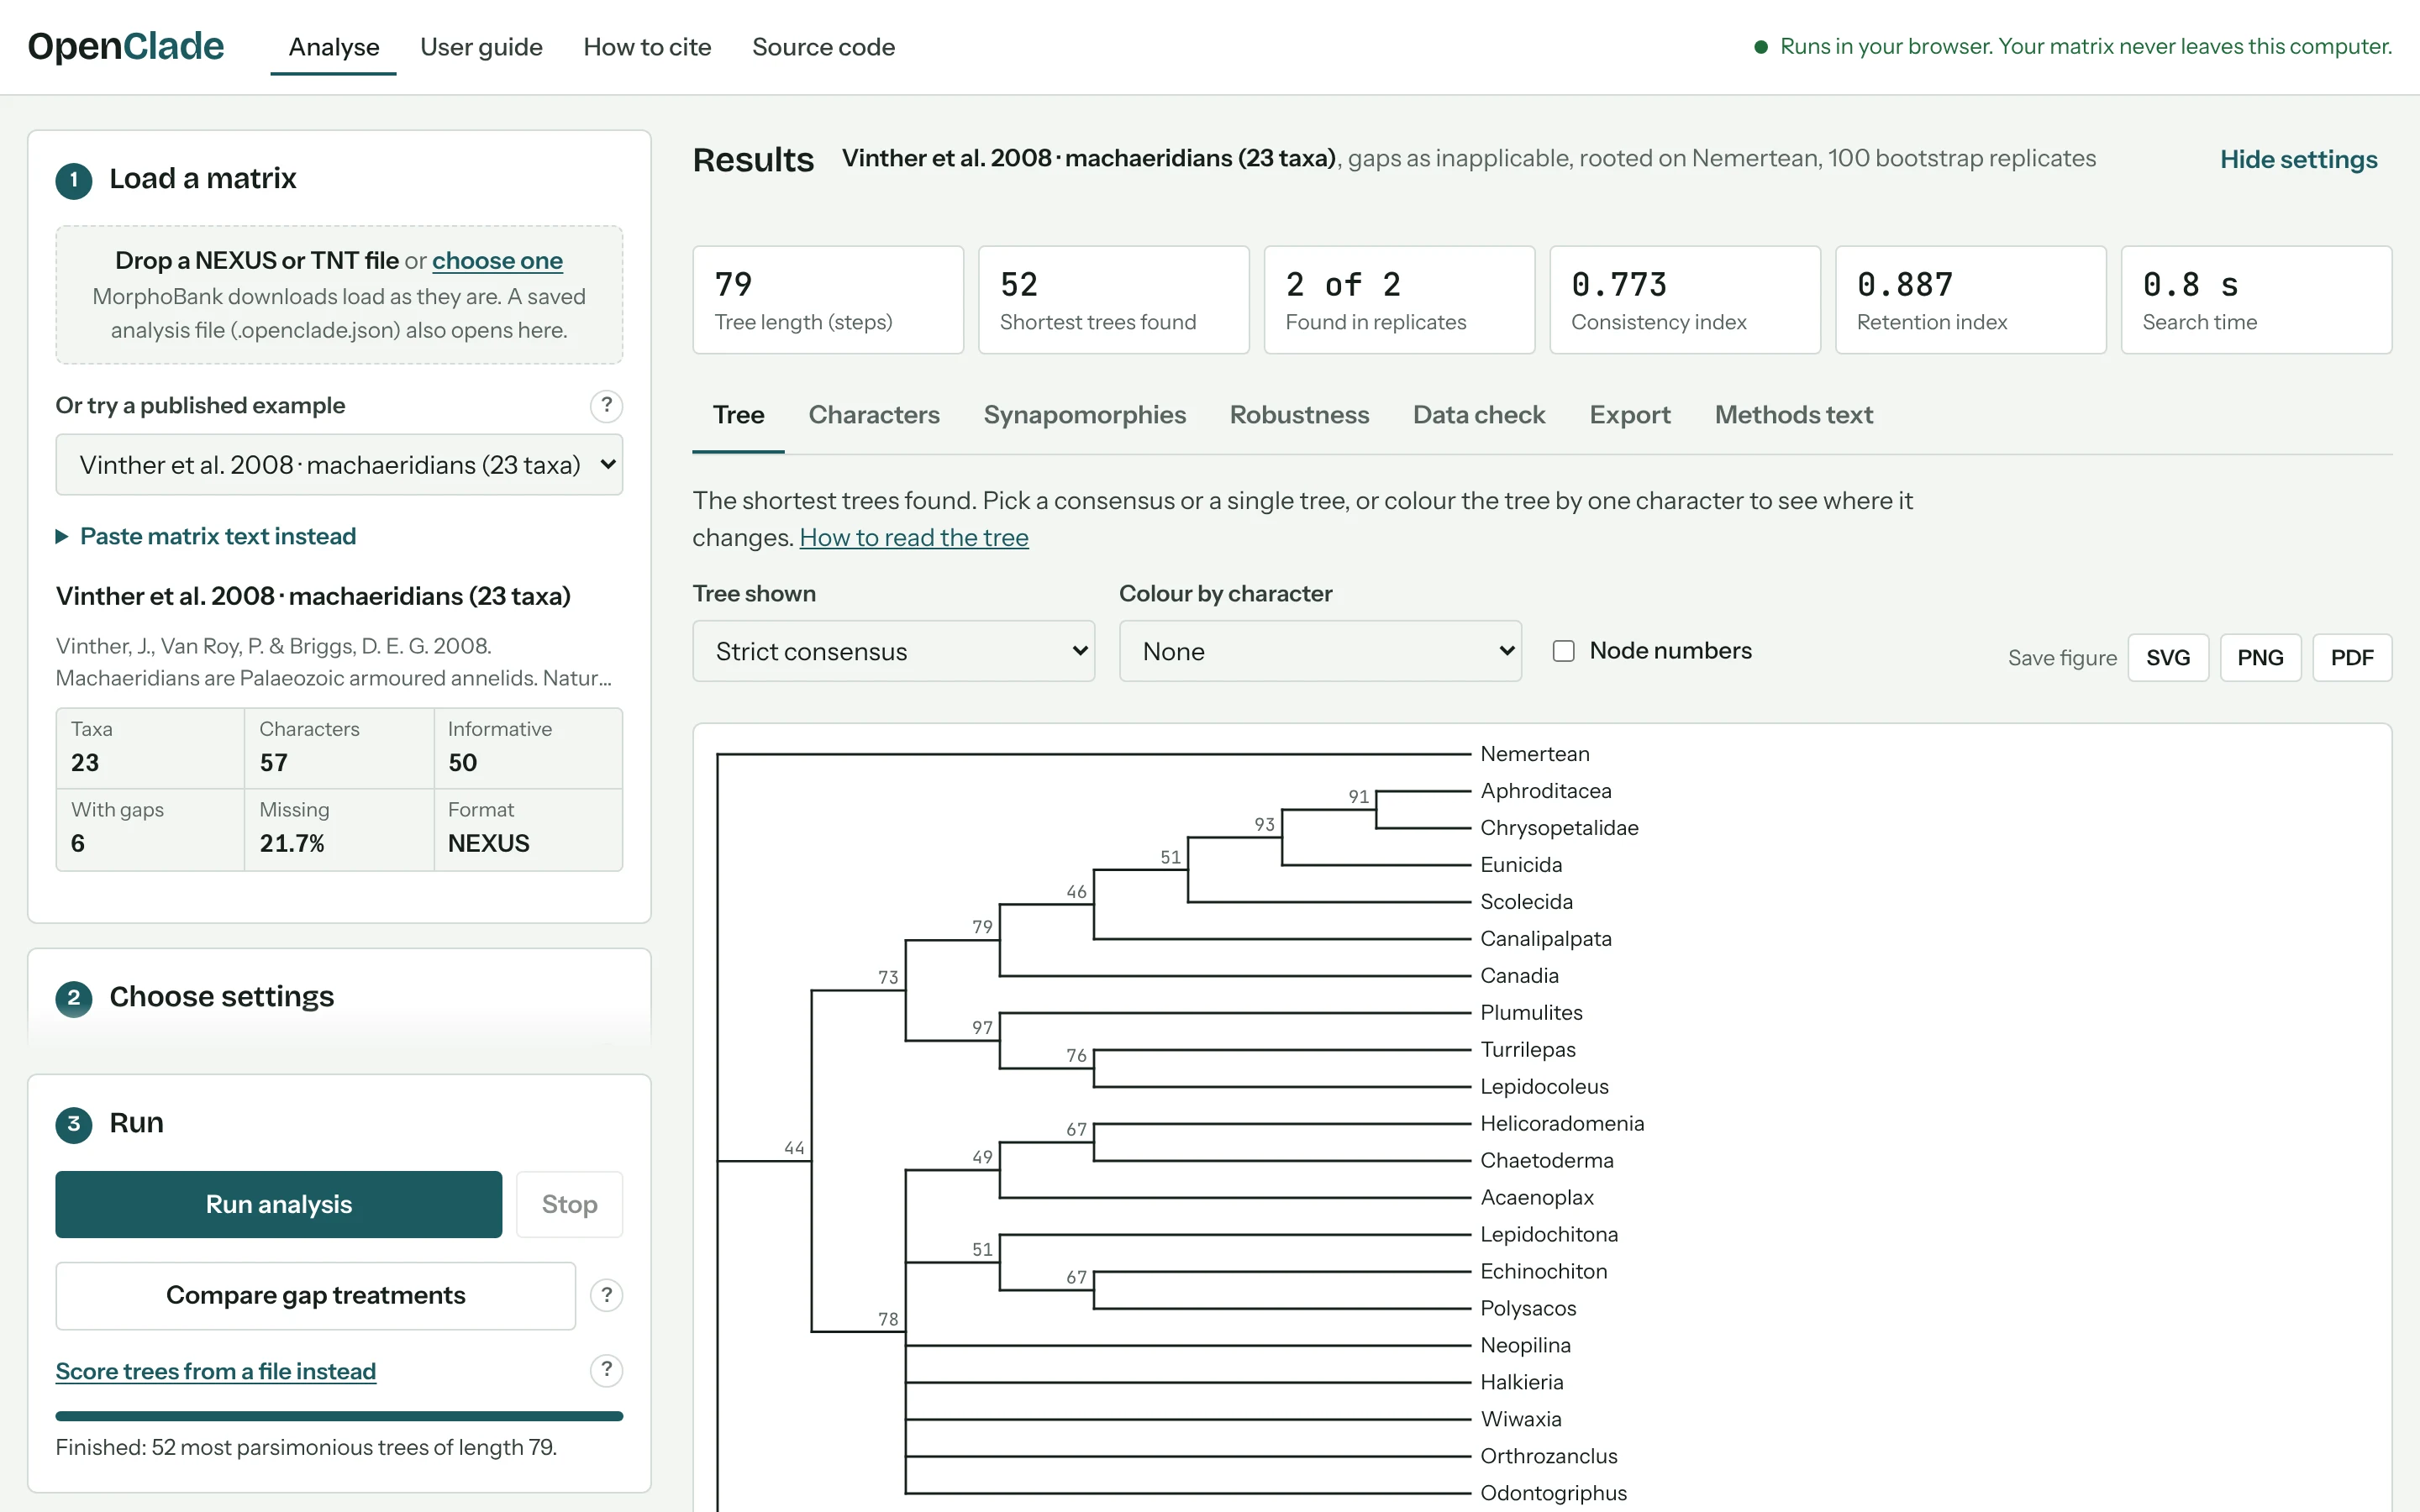 OpenClade
Analyse
User guide
How to cite
Source code
Runs in your browser. Your matrix never leaves this computer.
1 Load a matrix
Drop a NEXUS or TNT file or choose one
MorphoBank downloads load as they are. A saved
analysis file (.openclade.json) also opens here.
Or try a published example ?
Vinther et al. 2008 · machaeridians (23 taxa)
Paste matrix text instead
Vinther et al. 2008 · machaeridians (23 taxa)
Vinther, J., Van Roy, P. & Briggs, D. E. G. 2008.
Machaeridians are Palaeozoic armoured annelids. Natur...
Taxa
23
Characters
57
Informative
50
With gaps
6
Missing
21.7%
Format
NEXUS
2 Choose settings
3 Run
Run analysis
Stop
Compare gap treatments ?
Score trees from a file instead ?
Finished: 52 most parsimonious trees of length 79.
Results
Vinther et al. 2008 · machaeridians (23 taxa), gaps as inapplicable, rooted on Nemertean, 100 bootstrap replicates
Hide settings
79
Tree length (steps)
52
Shortest trees found
2 of 2
Found in replicates
0.773
Consistency index
0.887
Retention index
0.8 s
Search time
Tree
Characters
Synapomorphies
Robustness
Data check
Export
Methods text
The shortest trees found. Pick a consensus or a single tree, or colour the tree by one character to see where it
changes. How to read the tree
Tree shown
Strict consensus
Colour by character
None
Node numbers
Save figure
SVG
PNG
PDF
Nemertean
Aphroditacea
91
Chrysopetalidae
93
Eunicida
51
Scolecida
46
Canalipalpata
79
Canadia
73
Plumulites
97
Turrilepas
76
Lepidocoleus
Helicoradomenia
67
Chaetoderma
44
49
Acaenoplax
Lepidochitona
51
Echinochiton
67
Polysacos
78
Neopilina
Halkieria
Wiwaxia
Orthrozanclus
Odontogriphus